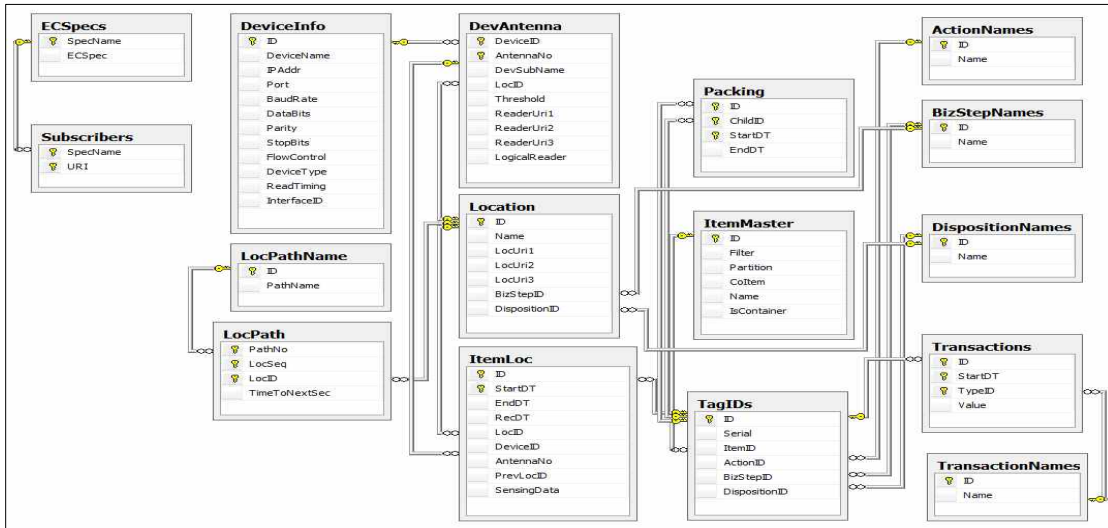 ECSpecs
SpecName
ECSpec
Subscribers
SpecName
URI
DeviceInfo
ID
DeviceName
IPAddr
Port
BaudRate
DataBits
Parity
StopBits
FlowControl
DeviceType
ReadTiming
InterfaceID
LocPathName
ID
PathName
LocPath
PathNo
LocSeq
LocID
TimeToNextSec
DevAntenna
DeviceID
AntennaNo
DevSubName
LocID
Threshold
ReaderUri1
ReaderUri2
ReaderUri3
LogicalReader
Location
ID
Name
LocUri1
LocUri2
LocUri3
BizStepID
DispositionID
ItemLoc
ID
StartDT
EndDT
RecDT
LocID
DeviceID
AntennaNo
PrevLocID
SensingData
Packing
ID
ChildID
StartDT
EndDT
ItemMaster
ID
Filter
Partition
CoItem
Name
IsContainer
TagIDs
ID
Serial
ItemID
ActionID
BizStepID
DispositionID
ActionNames
ID
Name
BizStepNames
ID
Name
DispositionNames
ID
Name
Transactions
ID
StartDT
TypeID
Value
TransactionNames
ID
Name